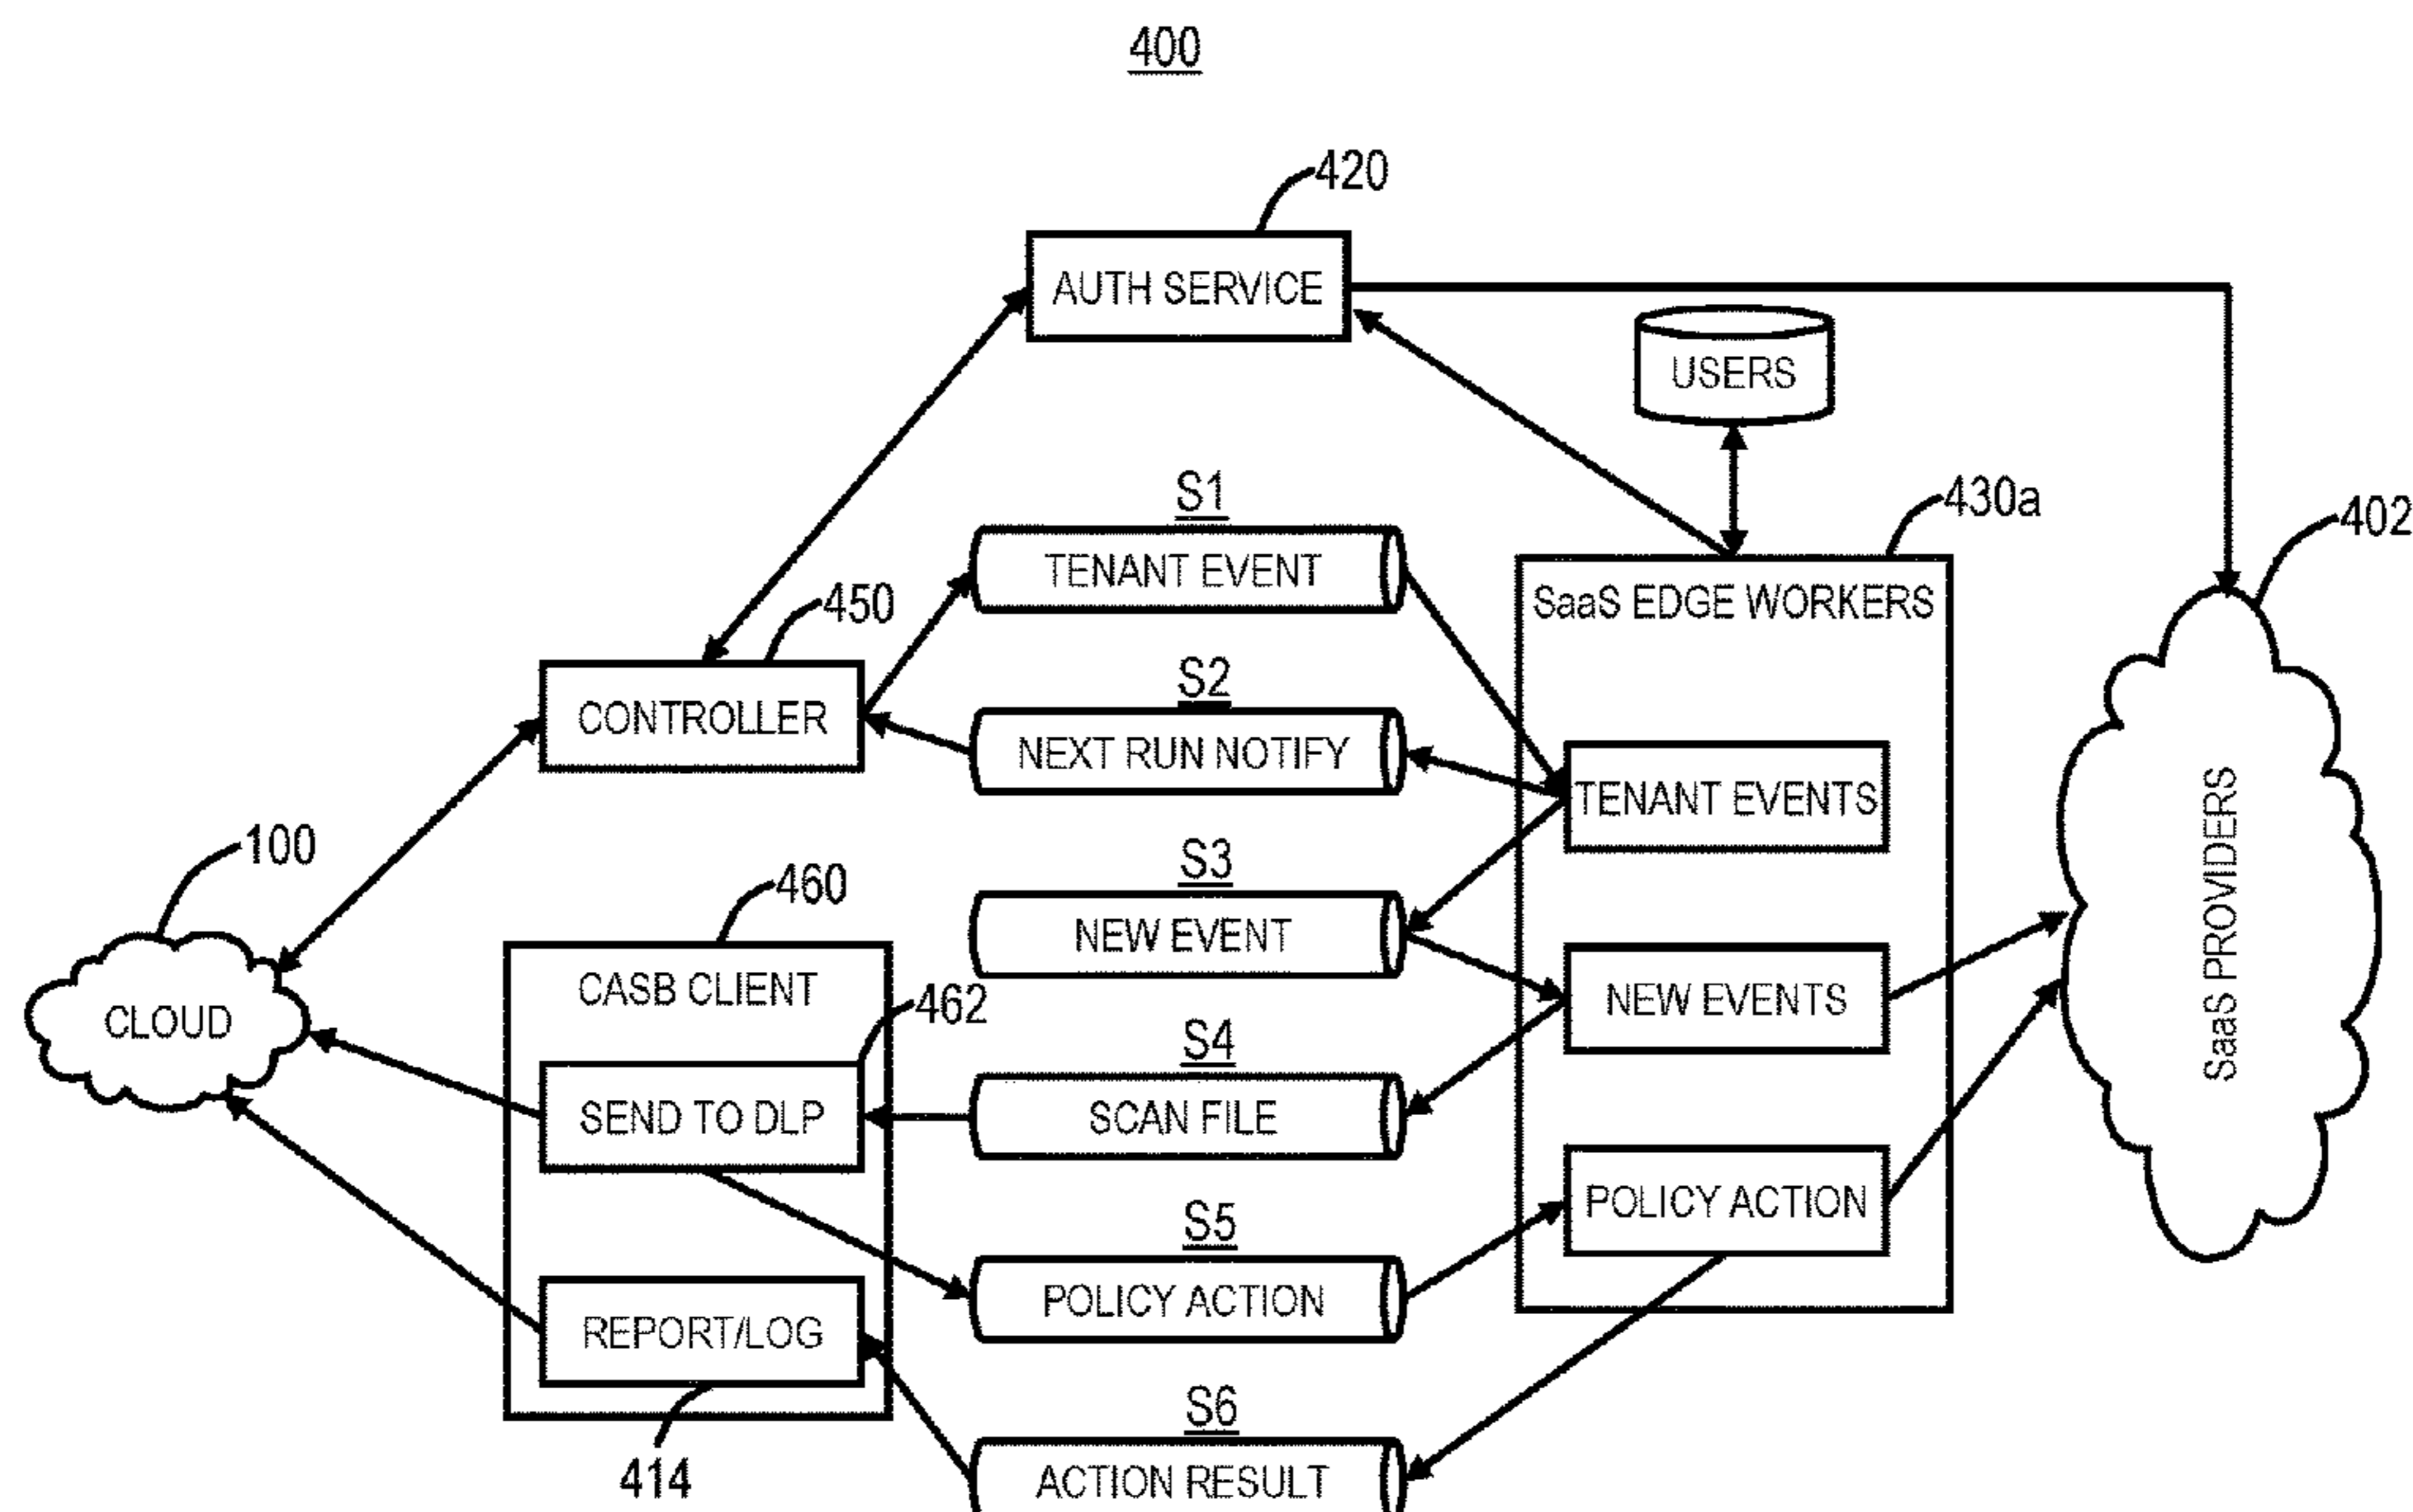 400
420
AUTH SERVICE
USERS
S1
430a
402
TENANT EVENT
SaaS EDGE WORKERS
450
S2
CONTROLLER
NEXT RUN NOTIFY
TENANT EVENTS
SaaS PROVIDERS
100
S3
460
NEW EVENT
CASB CLIENT
462
NEW EVENTS
CLOUD
S4
SEND TO DLP
SCAN FILE
POLICY ACTION
S5
POLICY ACTION
REPORT/LOG
S6
414
ACTION RESULT